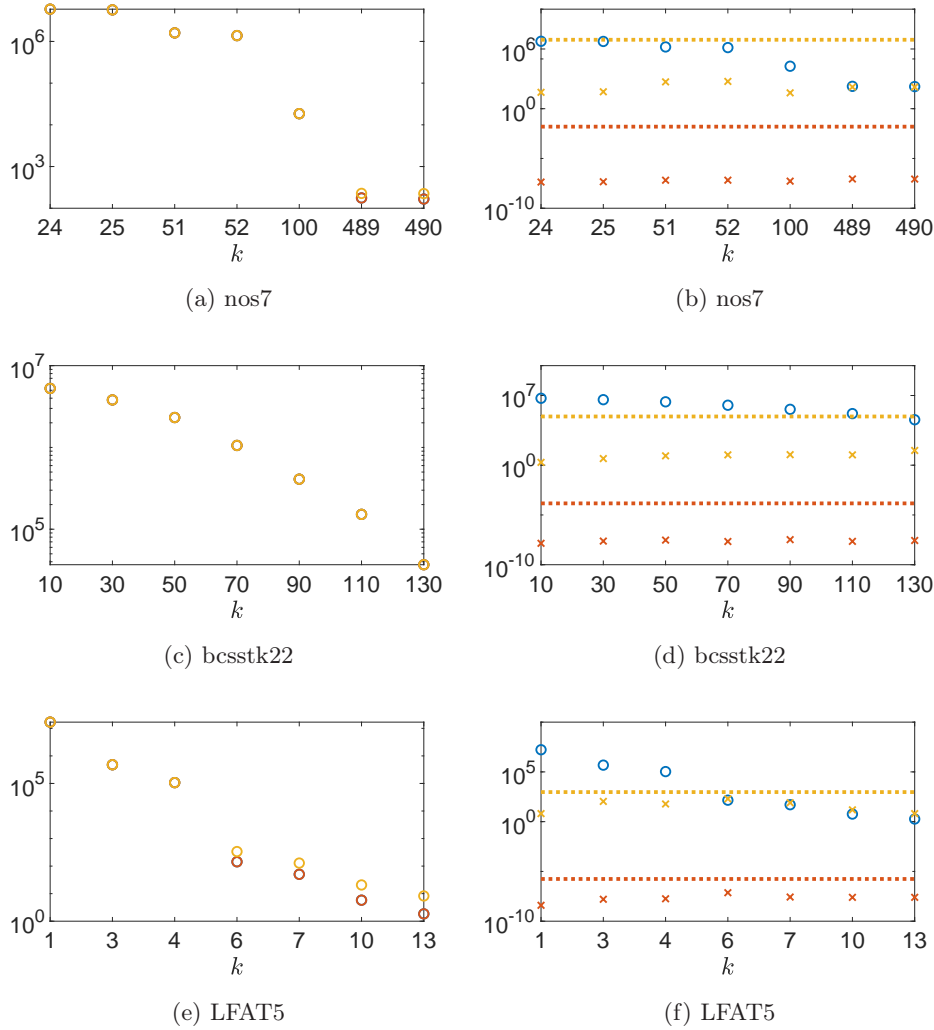 10^6
10^3
24 25 51 52 100 489 490
k
(a) nos7
10^6
10^0
10^-10
24 25 51 52 100 489 490
k
(b) nos7
10^7
10^5
10 30 50 70 90 110 130
k
(c) bcsstk22
10^7
10^0
10^-10
10 30 50 70 90 110 130
k
(d) bcsstk22
10^5
10^0
1 3 4 6 7 10 13
k
(e) LFAT5
10^5
10^0
10^-10
1 3 4 6 7 10 13
k
(f) LFAT5